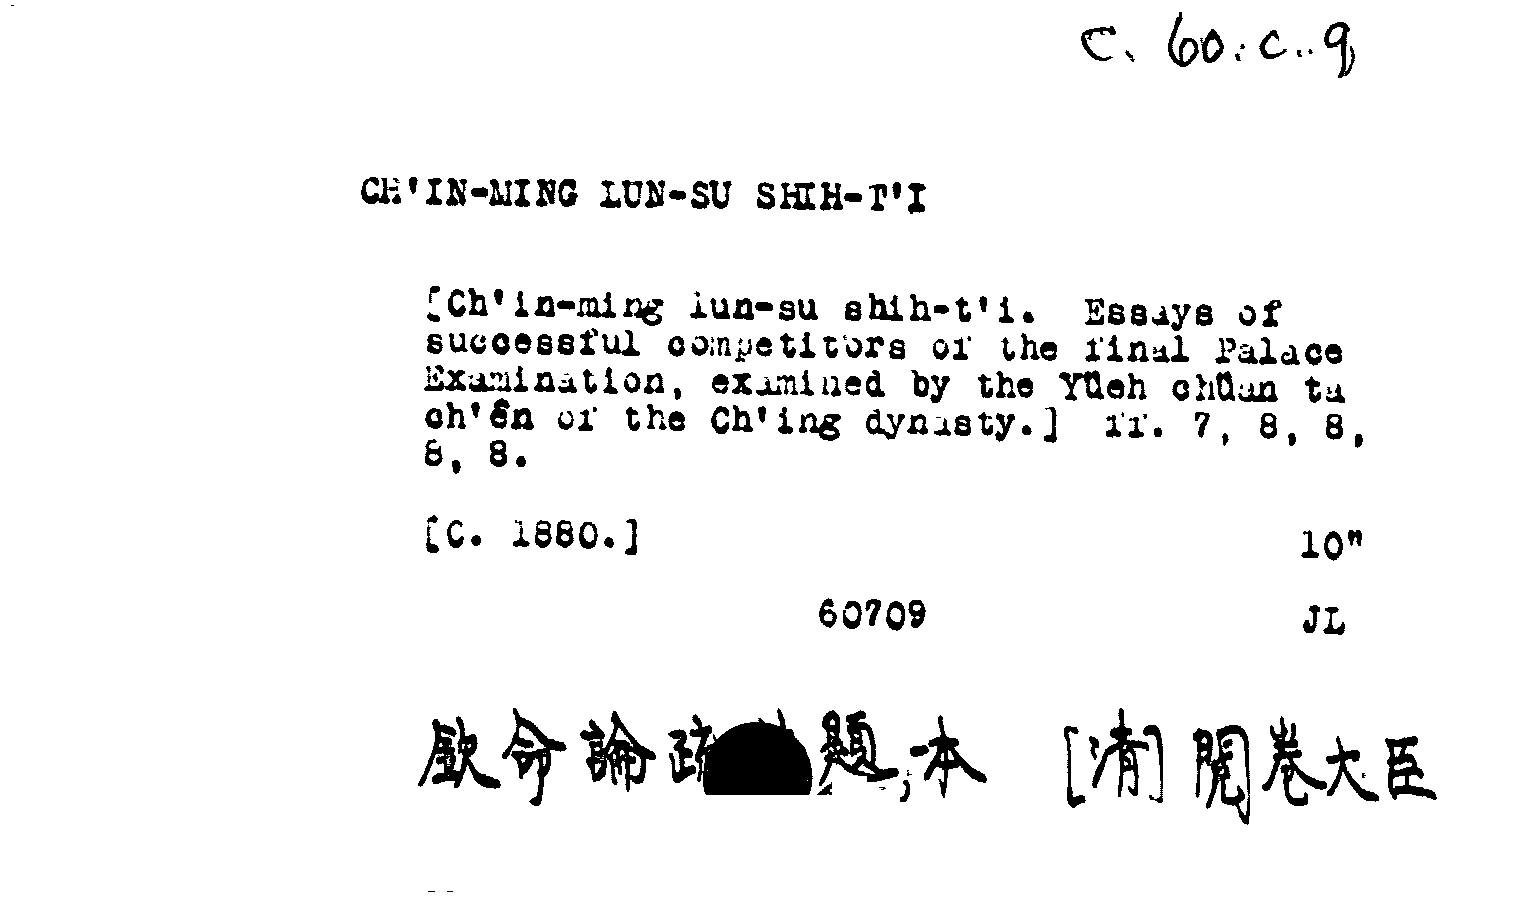 C. 60.c.9
CH'IN-MING LUN-SU SHIH-T'I
[Ch'in-ming lun-su shih-t'i. Essays of
successful competitors of the final Palace
Examination, examined by the Yüeh chüan ta
ch'ên of the Ch'ing dynasty.] ff. 7, 8, 8,
8, 8.
[C. 1880.] 10"
60709 JL
欽命論疏 題,本 [清] 閱卷大臣